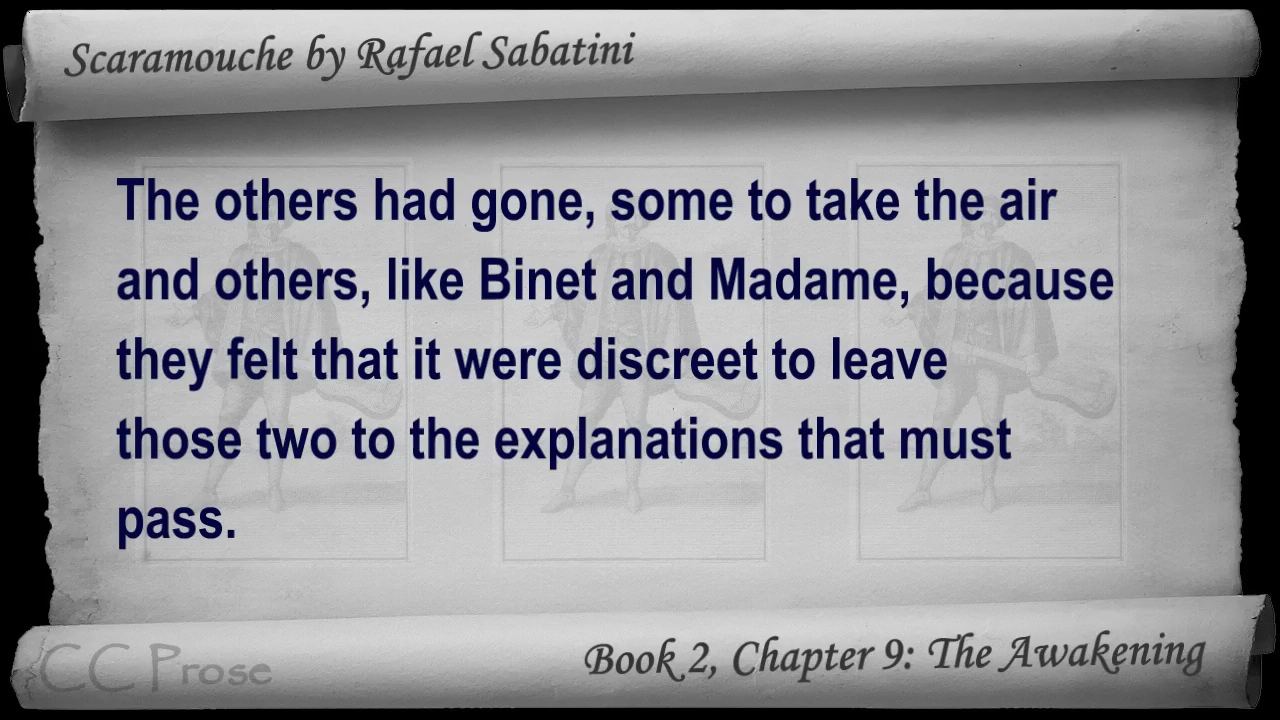 Scaramouche by Rafael Sabatini
The others had gone, some to take the air
and others, like Binet and Madame, because
they felt that it were discreet to leave
those two to the explanations that must
pass.
CC Prose
Book 2, Chapter 9: The Awakening